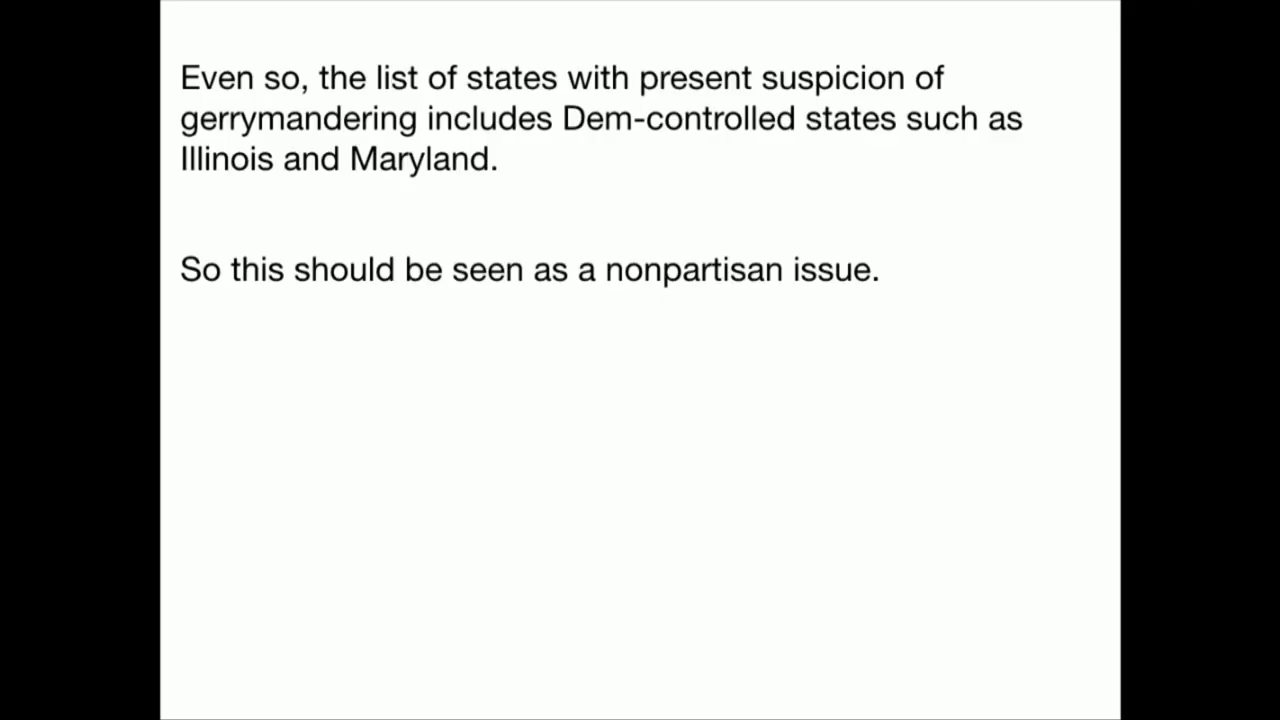 Even so, the list of states with present suspicion of
gerrymandering includes Dem-controlled states such as
Illinois and Maryland.
So this should be seen as a nonpartisan issue.